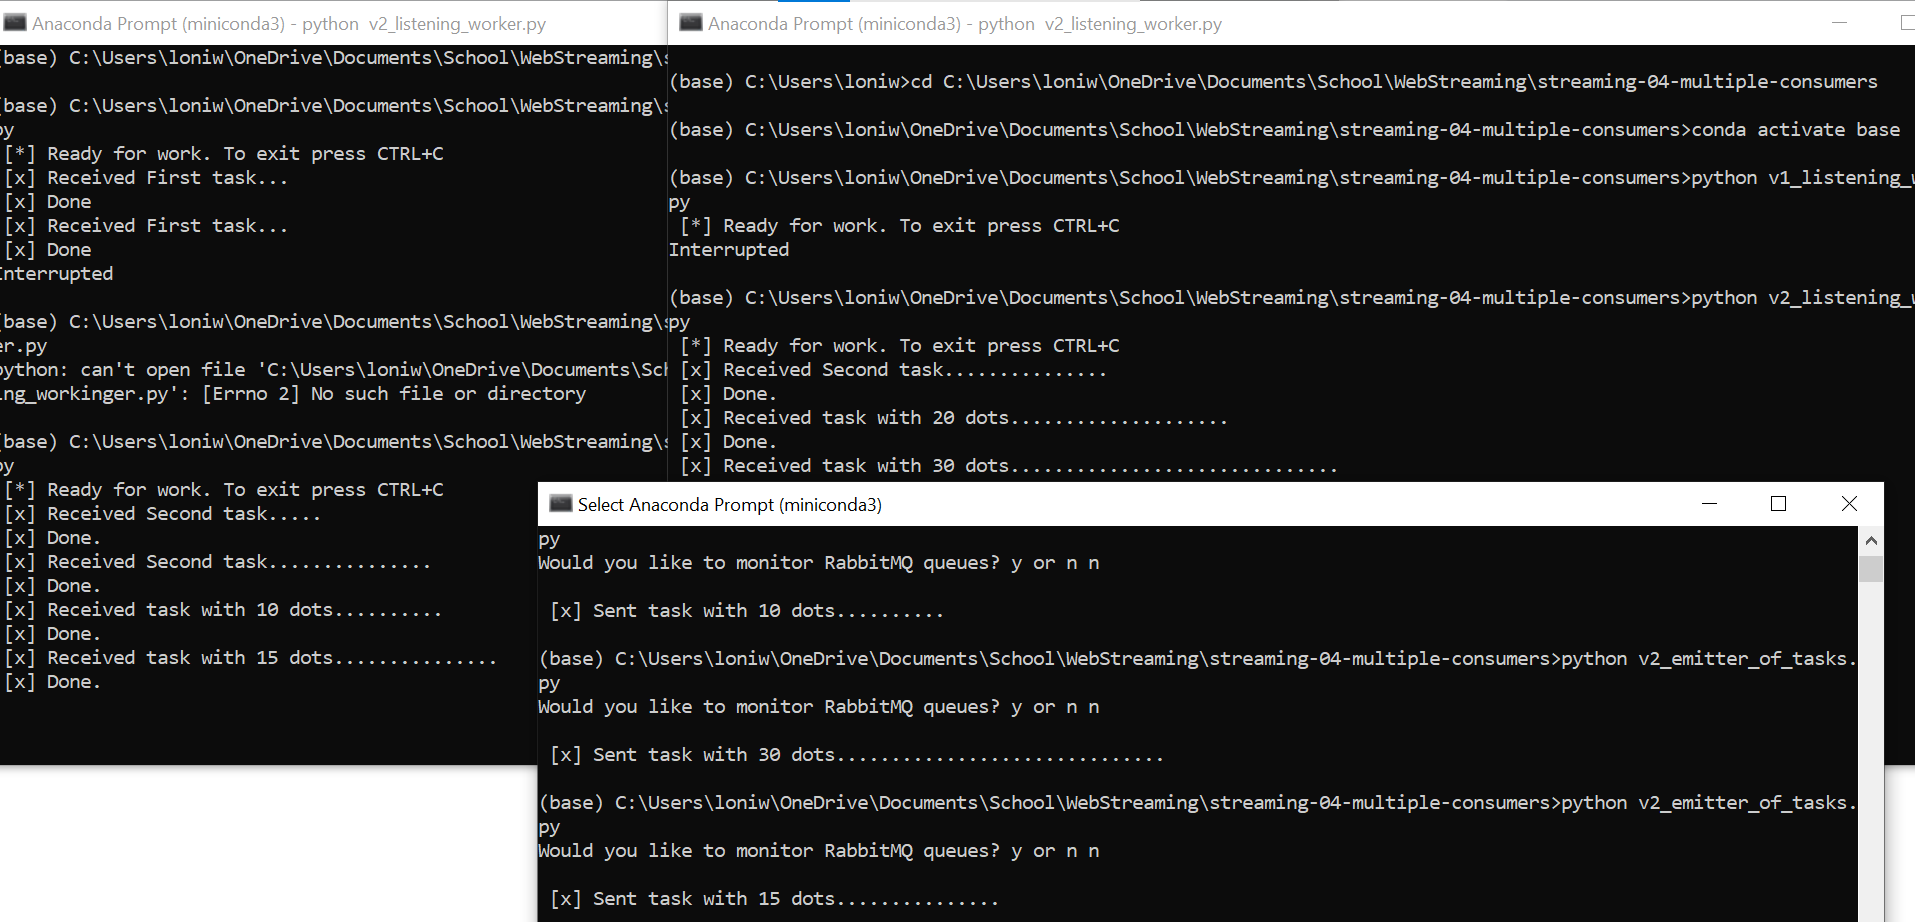 Anaconda Prompt (miniconda3) - python  v2_listening_worker.py
(base) C:\Users\loniw\OneDrive\Documents\School\WebStreaming\s
(base) C:\Users\loniw\OneDrive\Documents\School\WebStreaming\s
py
[*] Ready for work. To exit press CTRL+C
[x] Received First task...
[x] Done
[x] Received First task...
[x] Done
Interrupted
(base) C:\Users\loniw\OneDrive\Documents\School\WebStreaming\s
er.py
python: can't open file 'C:\Users\loniw\OneDrive\Documents\Sch
ing_workinger.py': [Errno 2] No such file or directory
(base) C:\Users\loniw\OneDrive\Documents\School\WebStreaming\s
py
[*] Ready for work. To exit press CTRL+C
[x] Received Second task.....
[x] Done.
[x] Received Second task...............
[x] Done.
[x] Received task with 10 dots..........
[x] Done.
[x] Received task with 15 dots...............
[x] Done.
Anaconda Prompt (miniconda3) - python  v2_listening_worker.py
(base) C:\Users\loniw>cd C:\Users\loniw\OneDrive\Documents\School\WebStreaming\streaming-04-multiple-consumers
(base) C:\Users\loniw\OneDrive\Documents\School\WebStreaming\streaming-04-multiple-consumers>conda activate base
(base) C:\Users\loniw\OneDrive\Documents\School\WebStreaming\streaming-04-multiple-consumers>python v1_listening_w
py
[*] Ready for work. To exit press CTRL+C
Interrupted
(base) C:\Users\loniw\OneDrive\Documents\School\WebStreaming\streaming-04-multiple-consumers>python v2_listening_w
py
[*] Ready for work. To exit press CTRL+C
[x] Received Second task...............
[x] Done.
[x] Received task with 20 dots....................
[x] Done.
[x] Received task with 30 dots..............................
Select Anaconda Prompt (miniconda3)
py
Would you like to monitor RabbitMQ queues? y or n n
[x] Sent task with 10 dots..........
(base) C:\Users\loniw\OneDrive\Documents\School\WebStreaming\streaming-04-multiple-consumers>python v2_emitter_of_tasks.
py
Would you like to monitor RabbitMQ queues? y or n n
[x] Sent task with 30 dots..............................
(base) C:\Users\loniw\OneDrive\Documents\School\WebStreaming\streaming-04-multiple-consumers>python v2_emitter_of_tasks.
py
Would you like to monitor RabbitMQ queues? y or n n
[x] Sent task with 15 dots...............